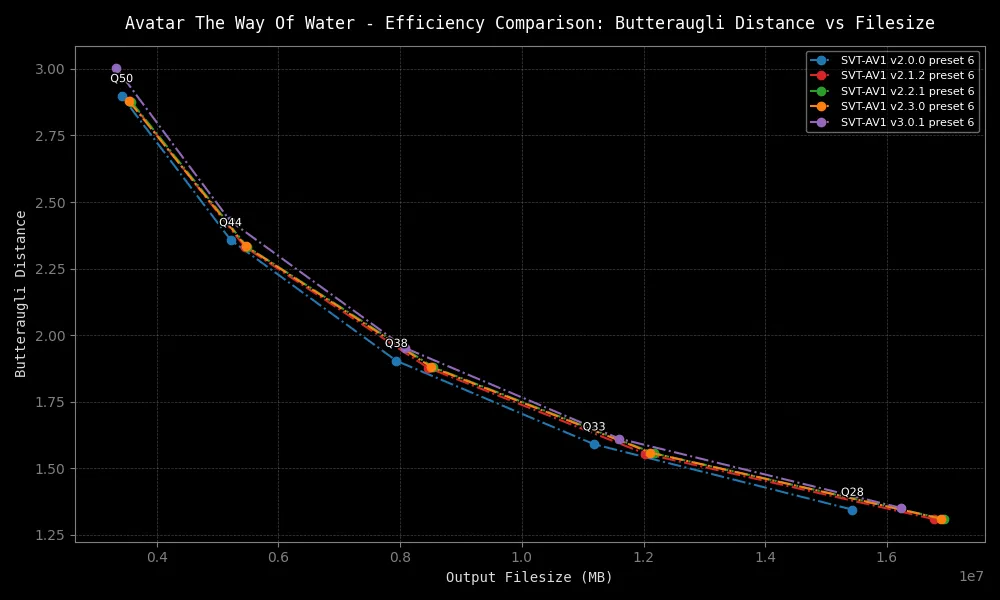 Avatar The Way Of Water - Efficiency Comparison: Butteraugli Distance vs Filesize
SVT-AV1 v2.0.0 preset 6
SVT-AV1 v2.1.2 preset 6
SVT-AV1 v2.2.1 preset 6
SVT-AV1 v2.3.0 preset 6
SVT-AV1 v3.0.1 preset 6
Butteraugli Distance
3.00
2.75
2.50
2.25
2.00
1.75
1.50
1.25
Q50
Q44
Q38
Q33
Q28
0.4 0.6 0.8 1.0 1.2 1.4 1.6
1e7
Output Filesize (MB)